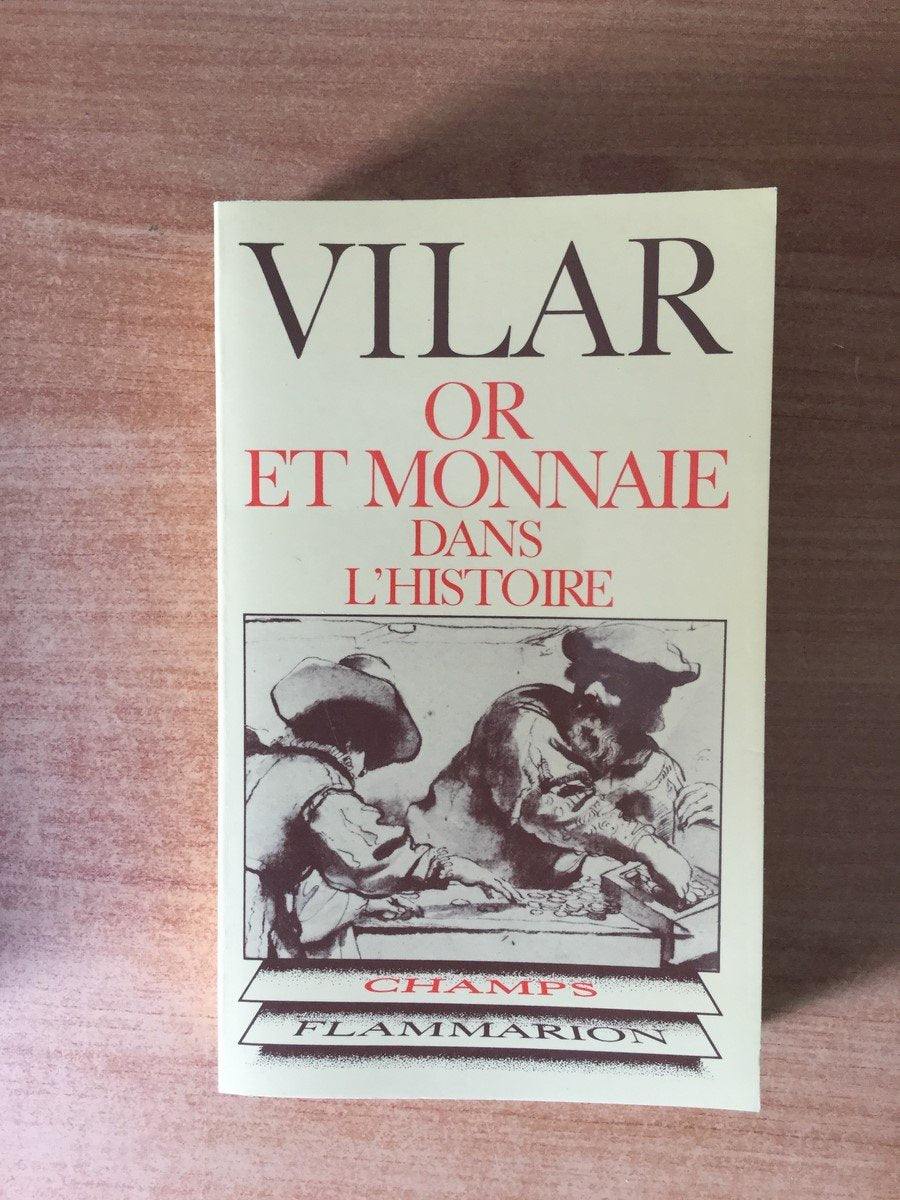 VILAR
OR
ET MONNAIE
DANS
L'HISTOIRE
CHAMPS
FLAMMARION